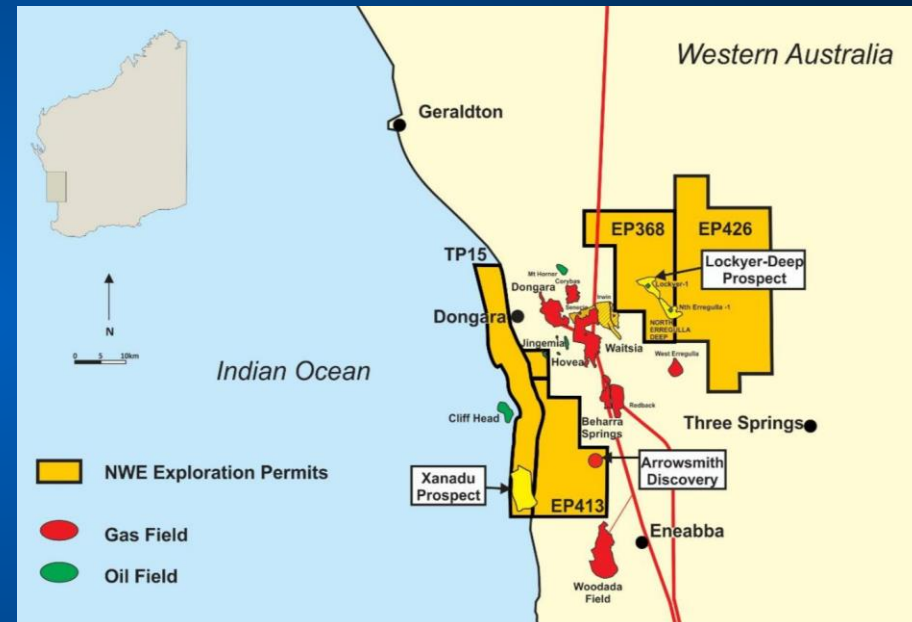 Western Australia
Geraldton
EP368
EP426
TP15
Lockyer-Deep
Prospect
Mt Horner
Corybas
Lockyer-1
Dongara
Irwin
Senecio
Nth Erregulla -1
N
Dongara
NORTH
ERREGULLA
DEEP
0 5 10km
Jingemia
Waitsia
Hovea
West Erregulla
Indian Ocean
Redback
Cliff Head
Beharra
Springs
Three Springs
NWE Exploration Permits
Xanadu
Prospect
Arrowsmith
Discovery
EP413
Gas Field
Eneabba
Oil Field
Woodada
Field